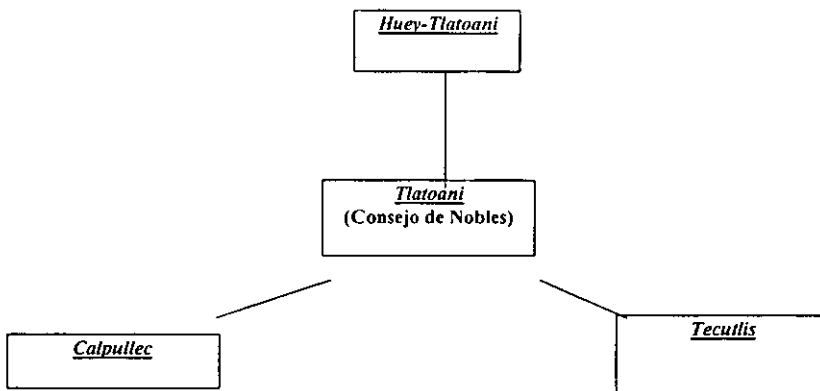 Huey-Tlatoani
Tlatoani
(Consejo de Nobles)
Calpullec
Tecutlis